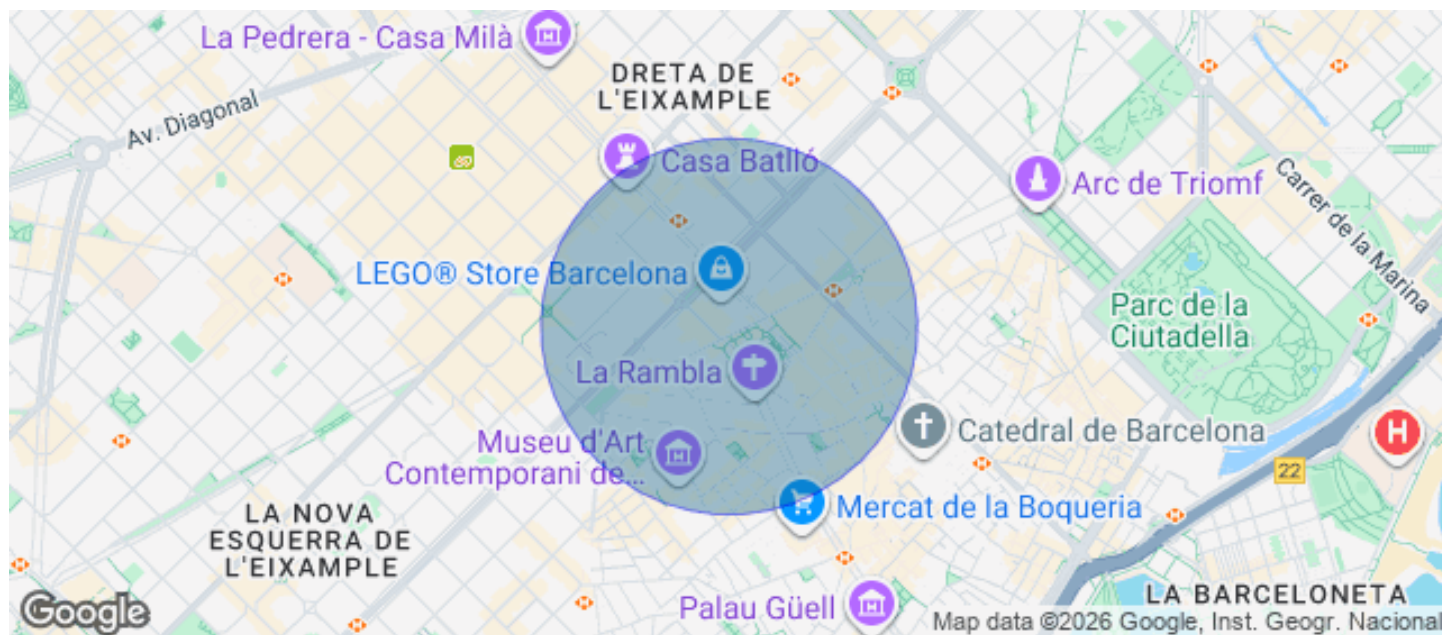 La Pedrera - Casa Milà
DRETA DE
L'EIXAMPLE
Av. Diagonal
Casa Batlló
Arc de Triomf
Carrer de la Marina
LEGO® Store Barcelona
Parc de la
Ciutadella
La Rambla
Museu d'Art
Contemporani de...
Catedral de Barcelona
H
22
LA NOVA
ESQUERRA DE
L'EIXAMPLE
Mercat de la Boqueria
Palau Güell
LA BARCELONETA
Google
Map data ©2026 Google, Inst. Geogr. Nacional